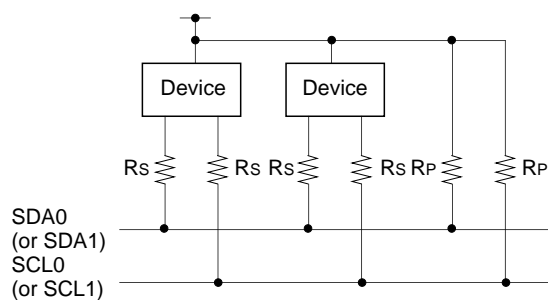 Device Device
RS RS RS RS RP RP
SDA0
(or SDA1)
SCL0
(or SCL1)